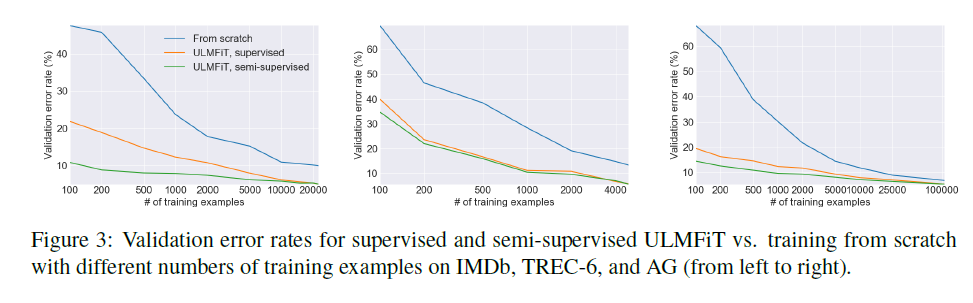 From scratch
ULMFiT, supervised
ULMFiT, semi-supervised
Validation error rate (%)
40
30
20
10
100 200 500 1000 2000 5000 10000 20000
# of training examples
Validation error rate (%)
60
50
40
30
20
10
100 200 500 1000 2000 4000
# of training examples
Validation error rate (%)
60
50
40
30
20
10
100 200 500 1000 2000 5000 10000 25000 100000
# of training examples
Figure 3: Validation error rates for supervised and semi-supervised ULMFiT vs. training from scratch
with different numbers of training examples on IMDb, TREC-6, and AG (from left to right).